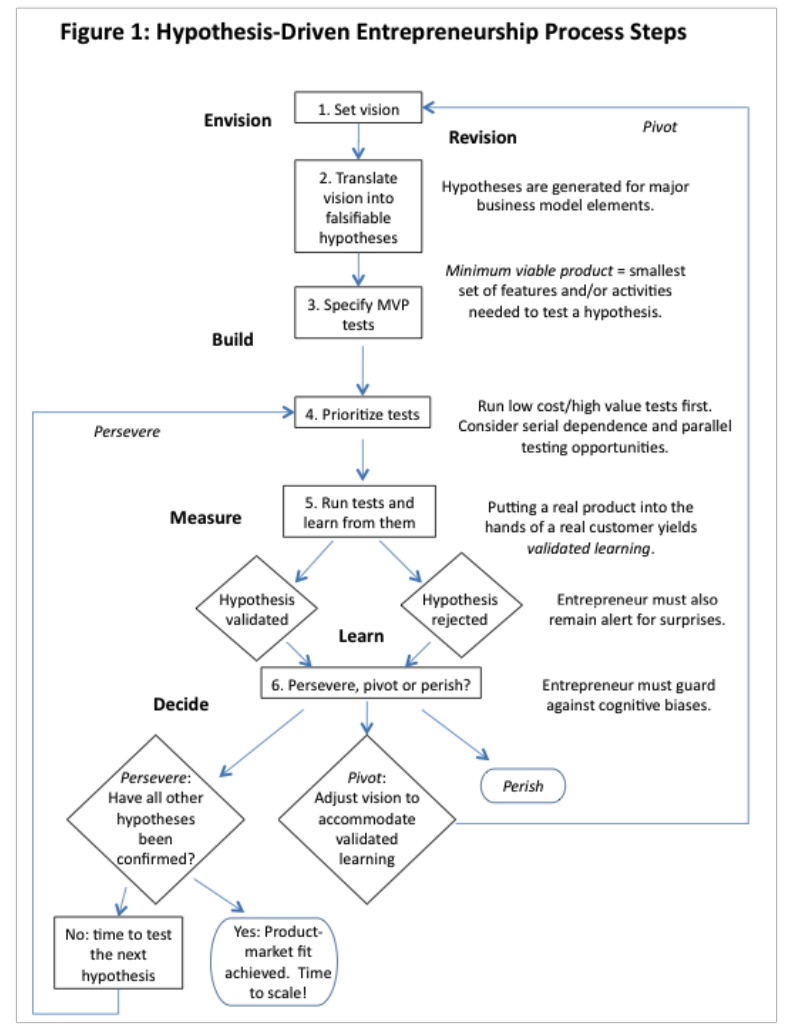 Figure 1: Hypothesis-Driven Entrepreneurship Process Steps
1. Set vision
Envision
Pivot
Revision
2. Translate
vision into
falsifiable
hypotheses
Hypotheses are generated for major
business model elements.
Minimum viable product = smallest
set of features and/or activities
needed to test a hypothesis.
3. Specify MVP
tests
Build
4. Prioritize tests
Run low cost/high value tests first.
Consider serial dependence and parallel
testing opportunities.
Persevere
5. Run tests and
learn from them
Measure
Putting a real product into the
hands of a real customer yields
validated learning.
Hypothesis
validated
Hypothesis
rejected
Entrepreneur must also
remain alert for surprises.
Learn
6. Persevere, pivot or perish?
Entrepreneur must guard
against cognitive biases.
Decide
Persevere:
Have all other
hypotheses
been
confirmed?
Pivot:
Adjust vision to
accommodate
validated
learning
Perish
No: time to test
the next
hypothesis
Yes: Product-
market fit
achieved. Time
to scale!